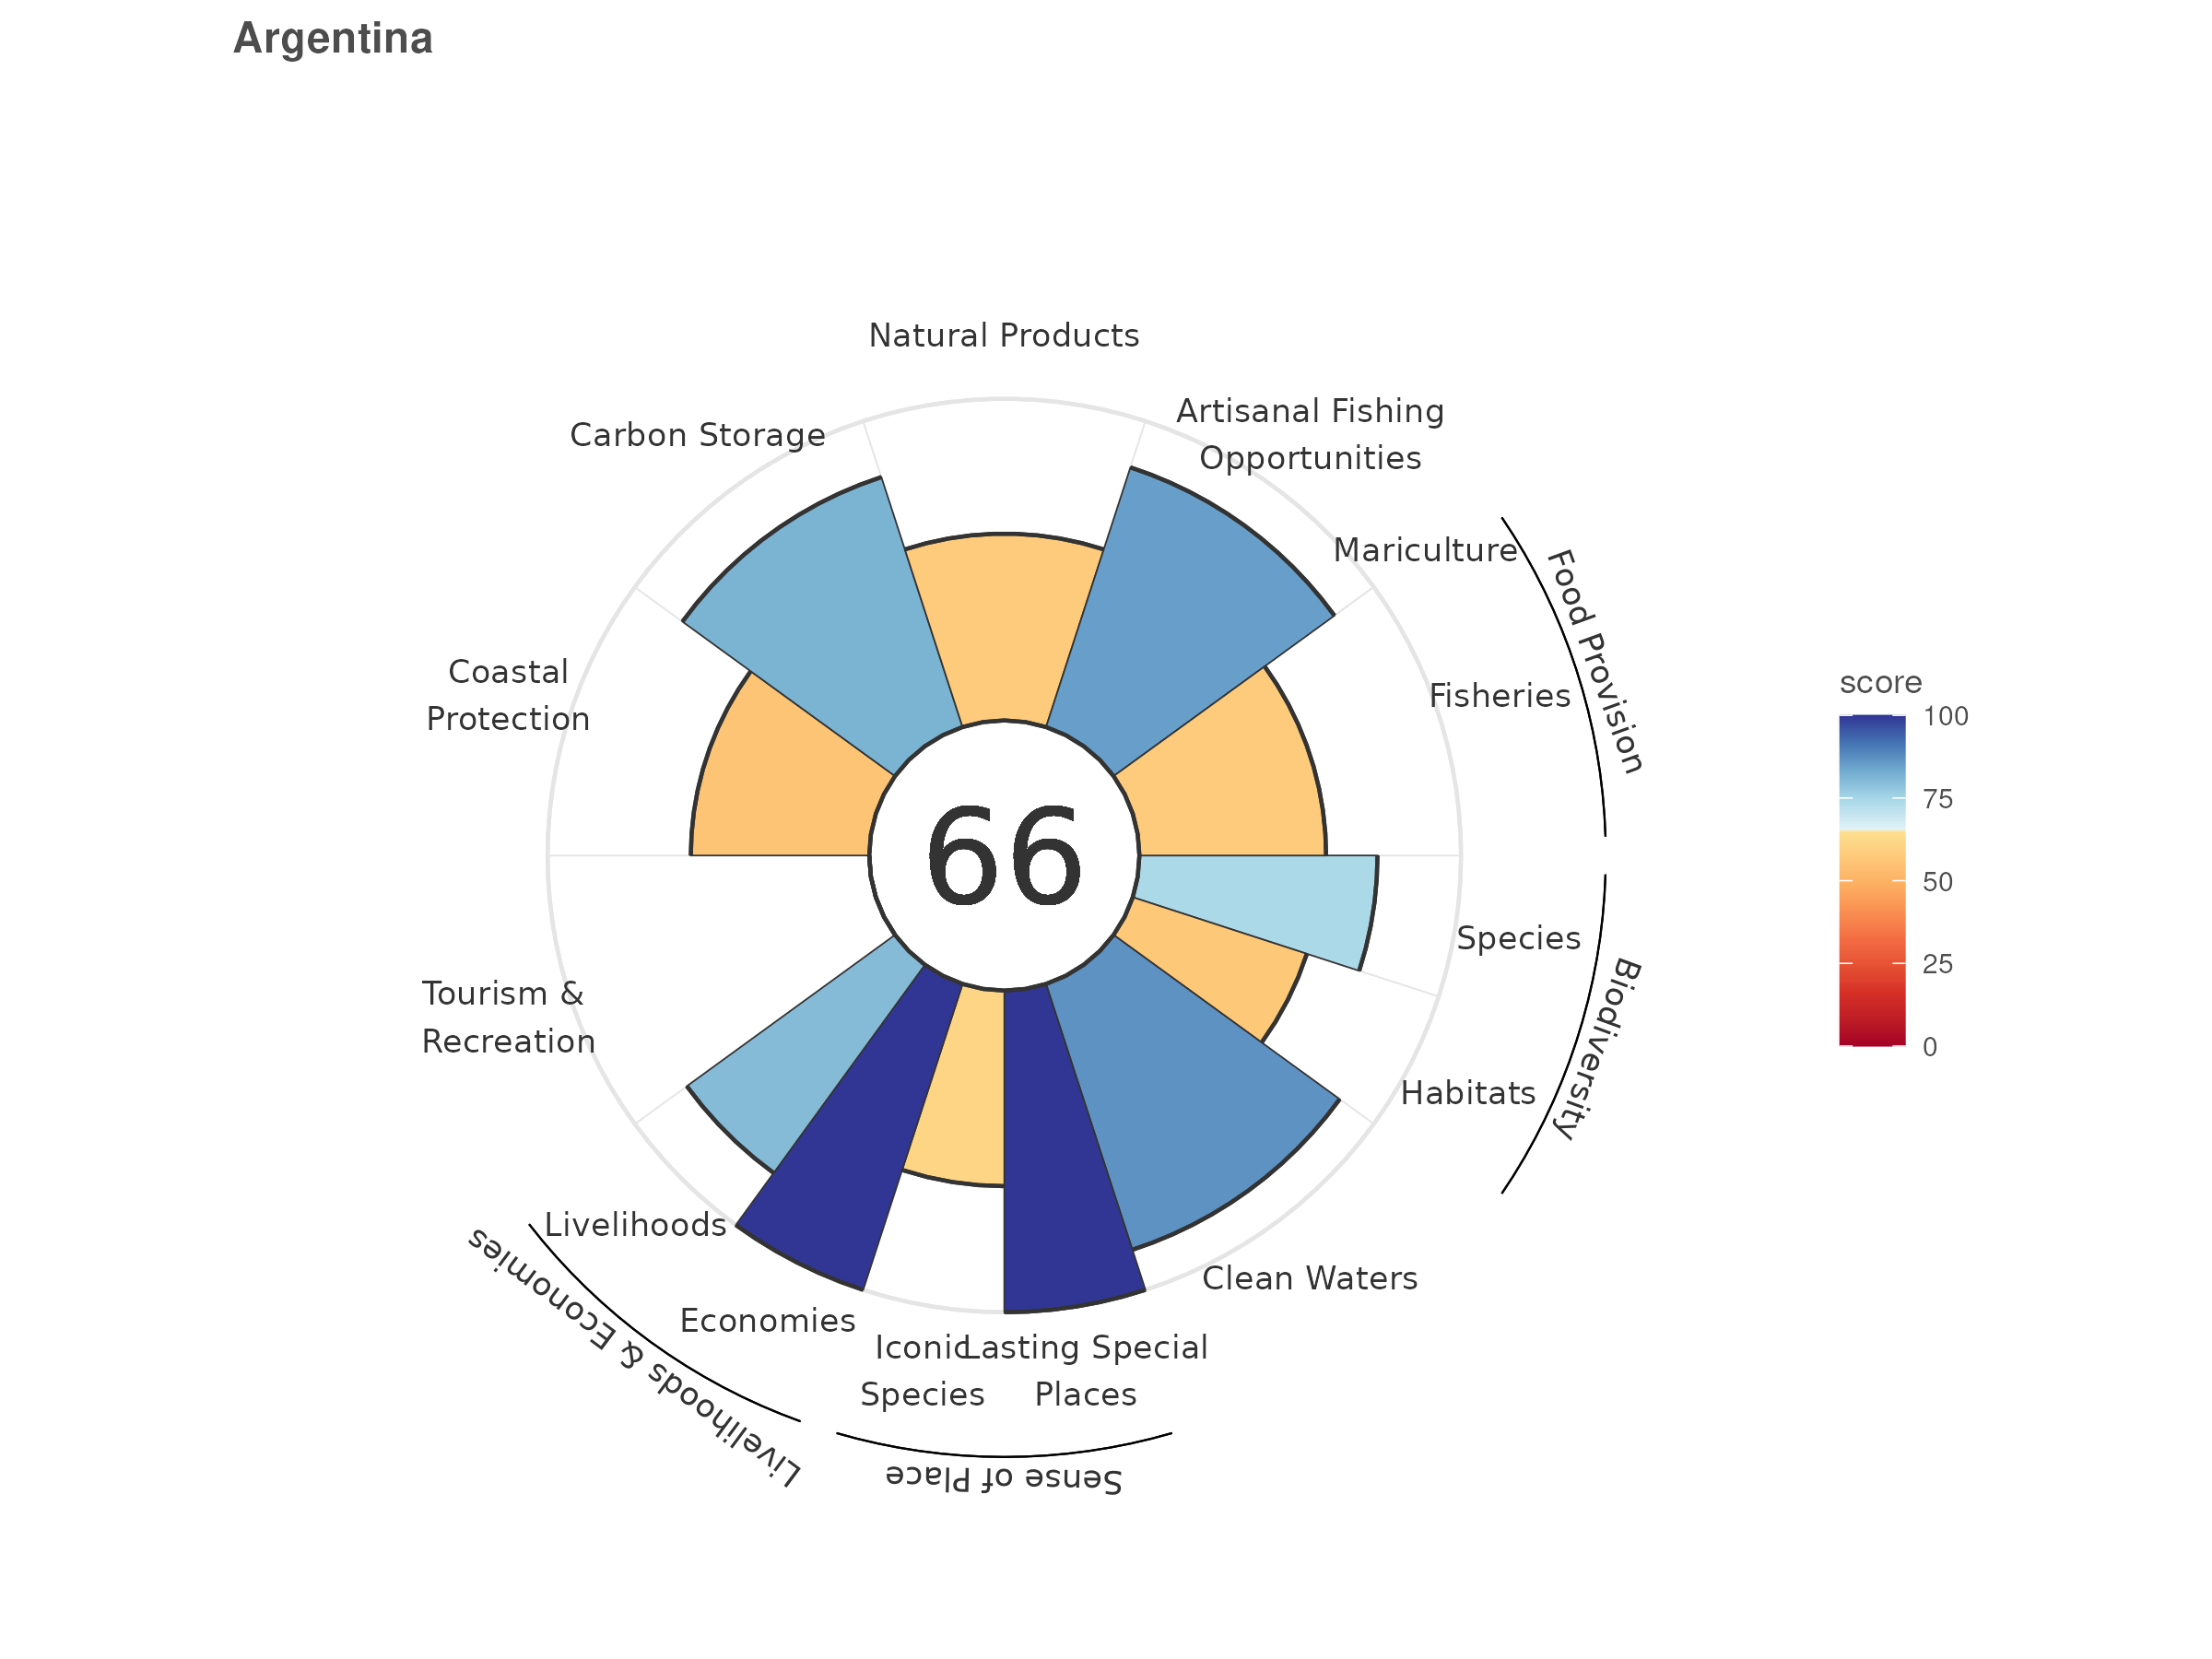 Argentina
Natural Products
Artisanal Fishing
Opportunities
Carbon Storage
Mariculture
Food Provision
Fisheries
Coastal
Protection
66
score
100
75
50
25
0
Species
Biodiversity
Habitats
Tourism &
Recreation
Livelihoods
Livelihoods & Economies
Economies
Clean Waters
Iconic
Species
Lasting Special
Places
Sense of Place